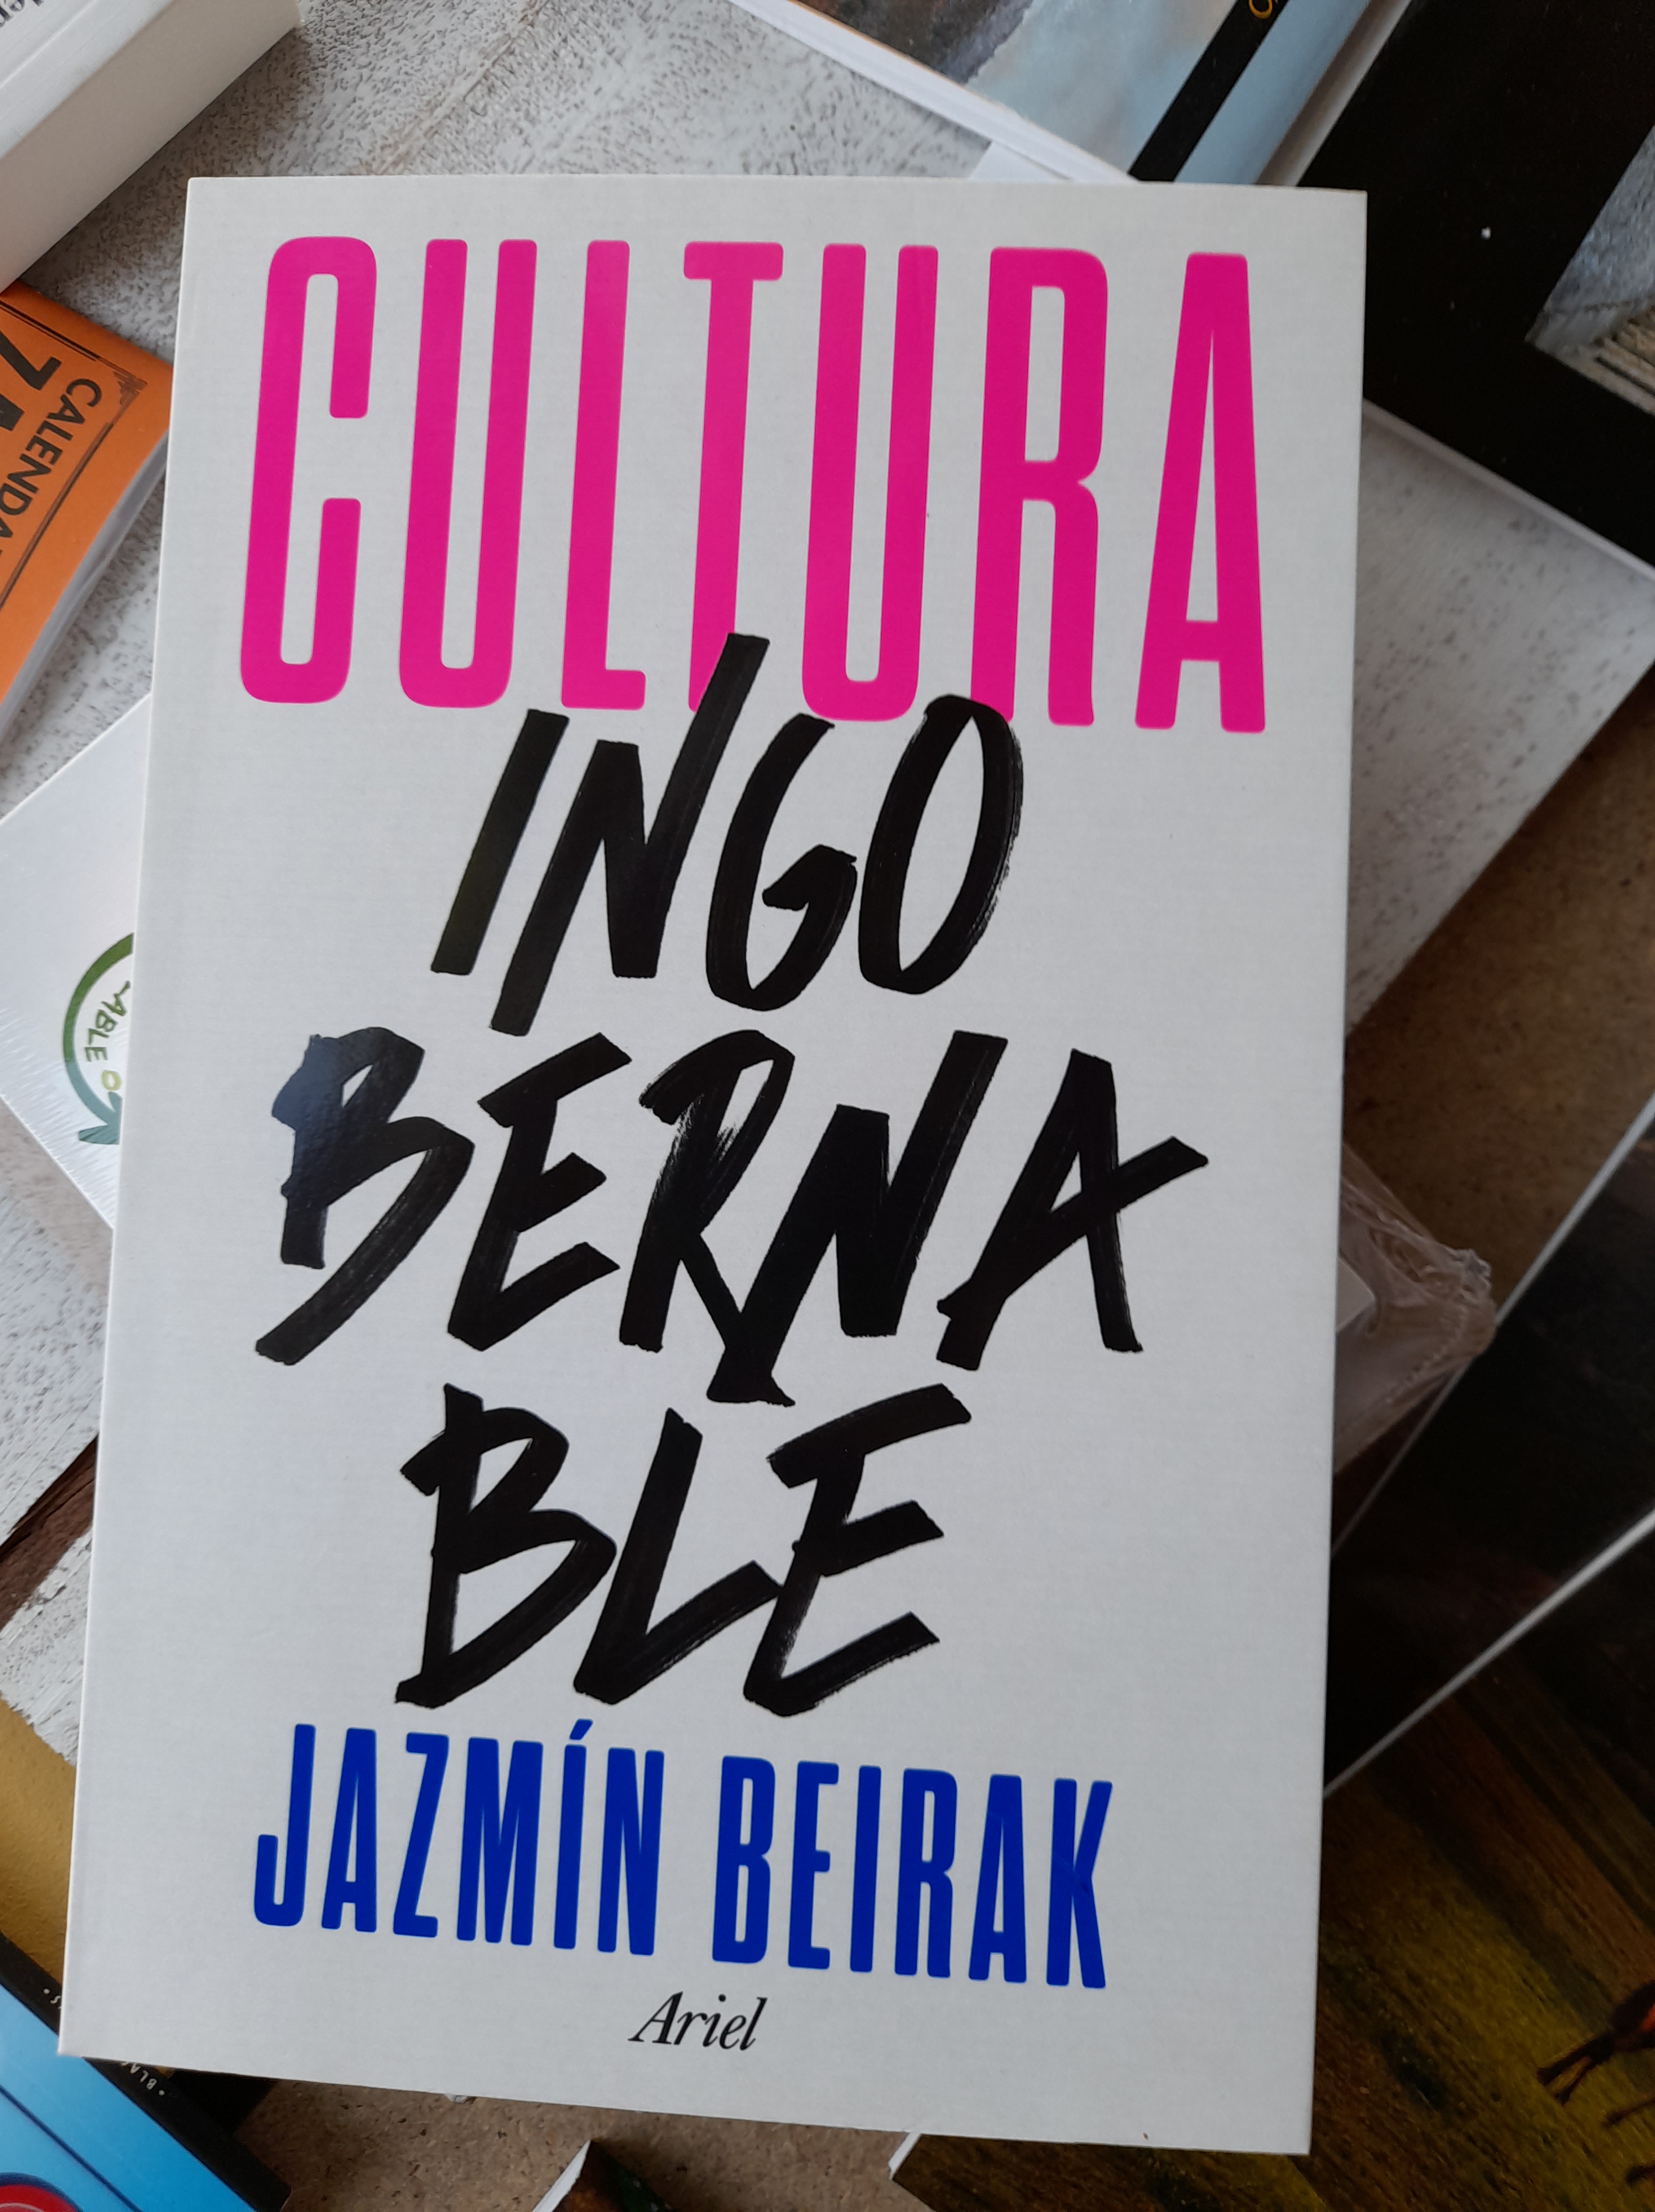 CULTURA
INGO
BERNA
BLE
JAZMÍN BEIRAK
Ariel